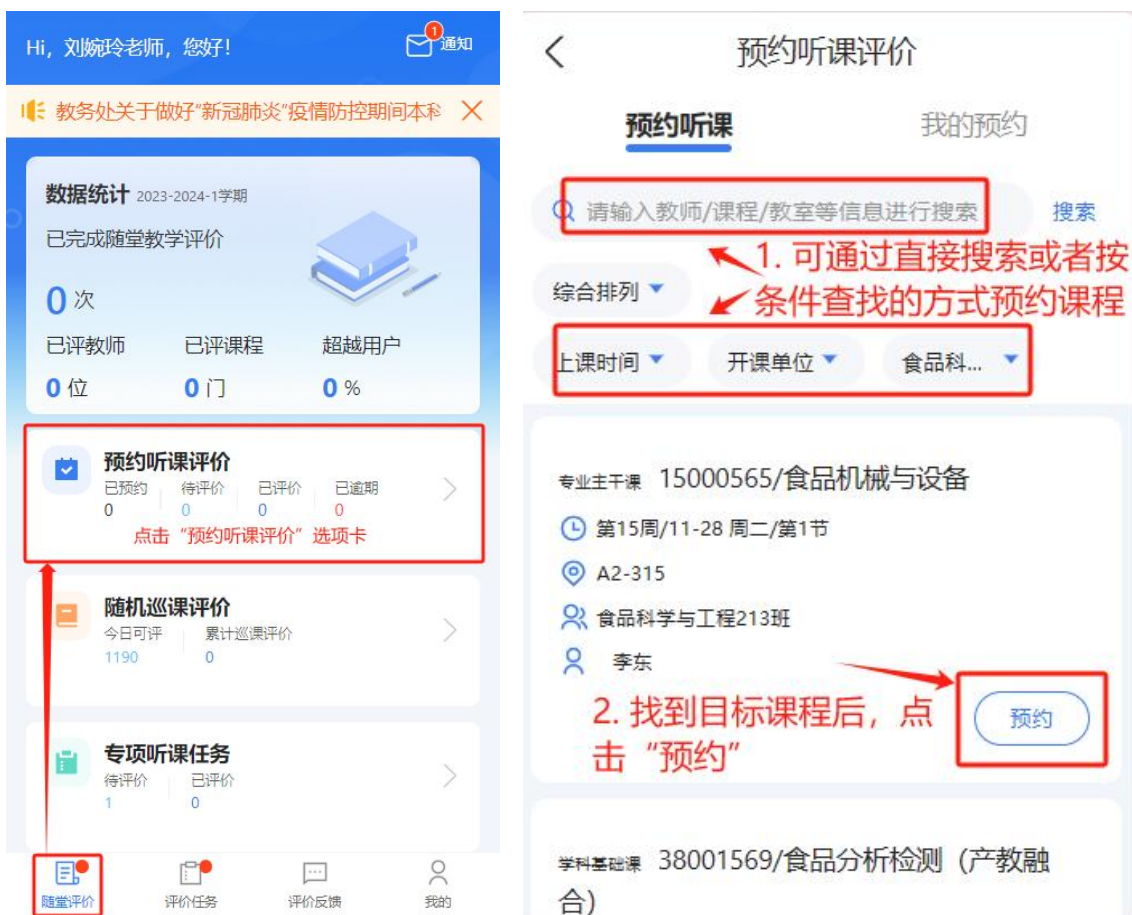 Hi，刘婉玲老师，您好！
1
通知
教务处关于做好“新冠肺炎”疫情防控期间本科
数据统计 2023-2024-1学期
已完成随堂教学评价
0 次
已评教师 已评课程 超越用户
0 位 0 门 0 %
预约听课评价
已预约 待评价 已评价 已逾期
0 0 0 0
点击“预约听课评价”选项卡
随机巡课评价
今日可评 累计巡课评价
1190 0
专项听课任务
待评价 已评价
1 0
随堂评价 评价任务 评价反馈 我的
预约听课评价
预约听课 我的预约
请输入教师/课程/教室等信息进行搜索 搜索
1. 可通过直接搜索或者按
综合排列
条件查找的方式预约课程
上课时间 开课单位 食品科...
专业主干课 15000565/食品机械与设备
第15周/11-28 周二/第1节
A2-315
食品科学与工程213班
李东
2. 找到目标课程后，点
击“预约”
预约
学科基础课 38001569/食品分析检测（产教融
合）